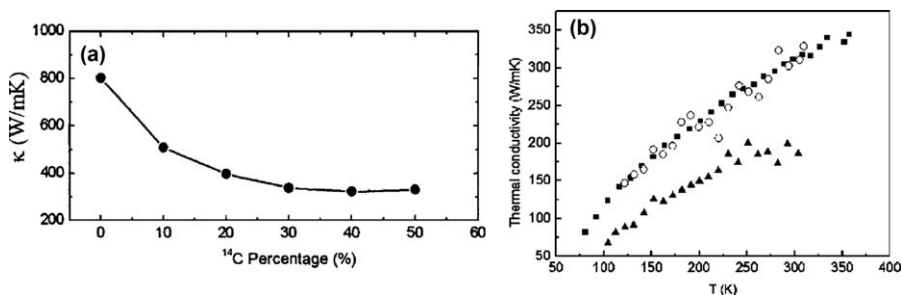 (a)
κ (W/mK)
1000
800
600
400
200
0 10 20 30 40 50 60
¹⁴C Percentage (%)
(b)
Thermal conductivity (W/mK)
350
300
250
200
150
100
50
50 100 150 200 250 300 350 400
T (K)